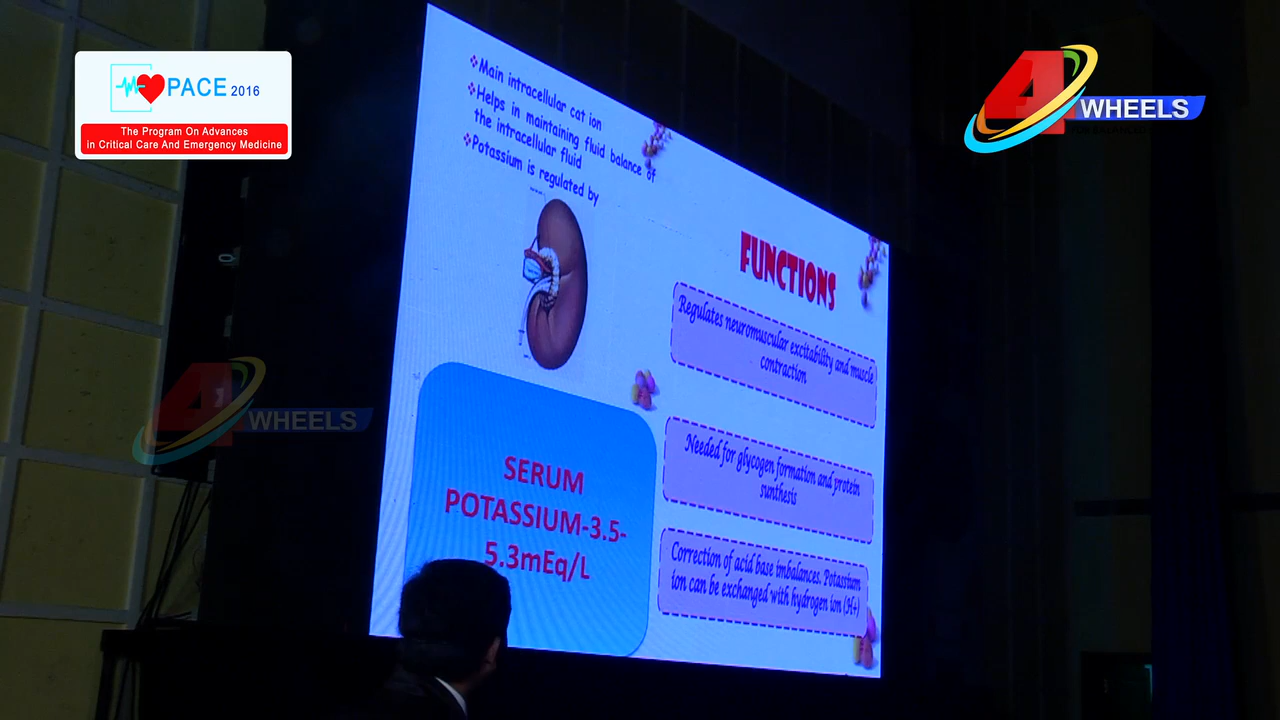 PACE 2016
The Program On Advances
in Critical Care And Emergency Medicine
4 WHEELS
Main intracellular cat ion
Helps in maintaining fluid balance of
the intracellular fluid
Potassium is regulated by
FUNCTIONS
Regulates neuromuscular excitability and muscle
contraction
Needed for glycogen formation and protein
sunthesis
Correction of acid base imbalances. Potassium
ion can be exchanged with hydrogen ion (H+)
SERUM
POTASSIUM-3.5-
5.3mEq/L
4 WHEELS